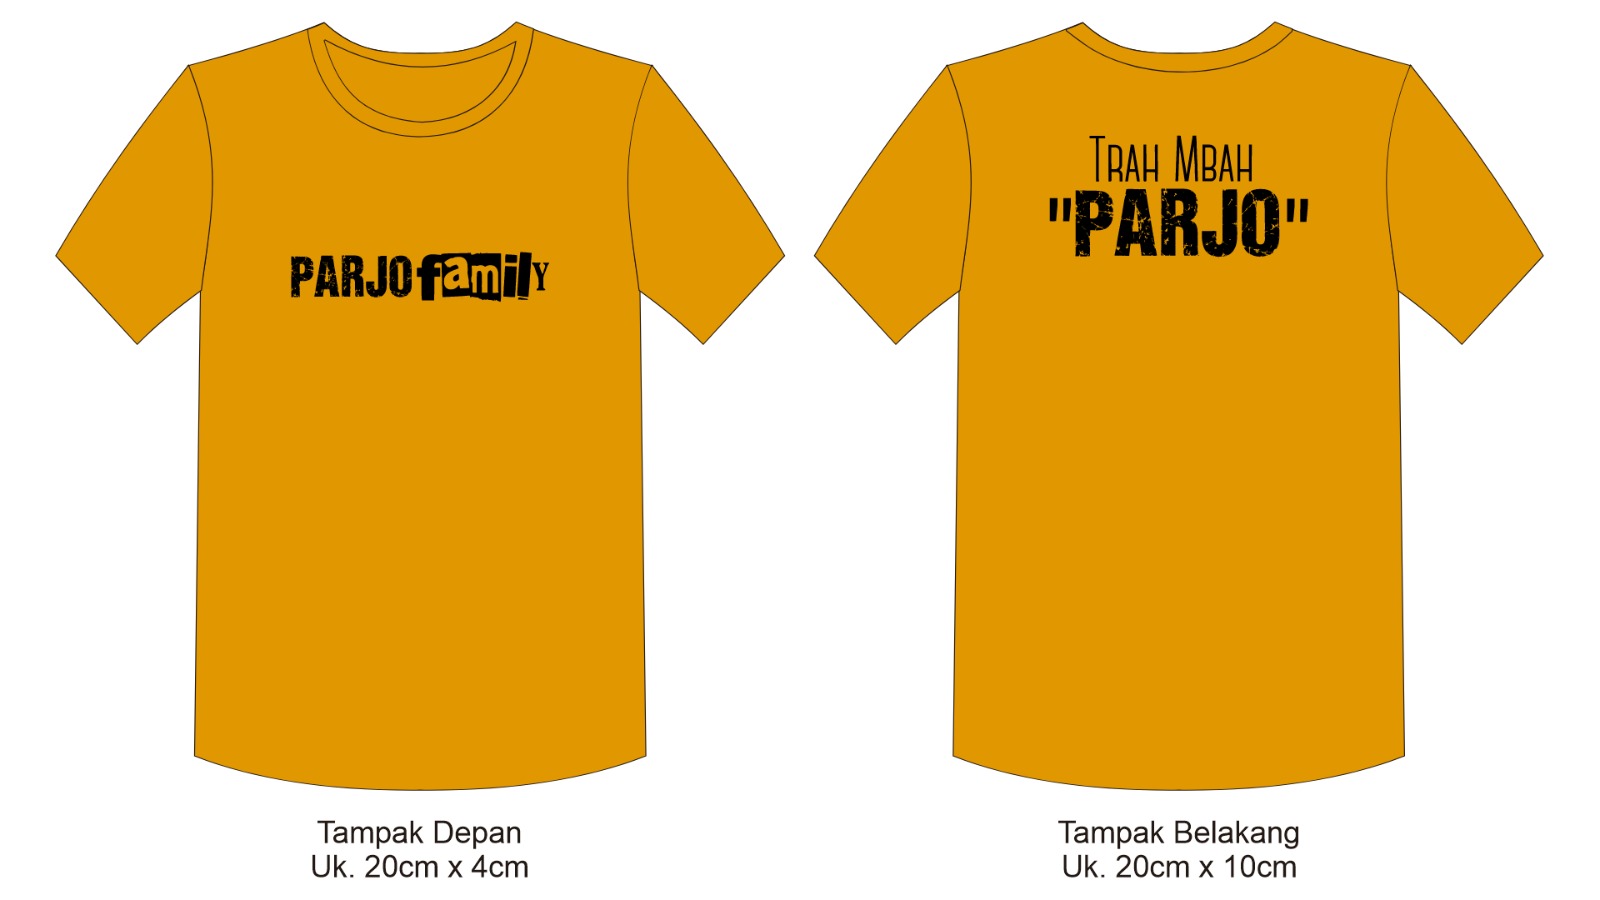 PARJO family
Tampak Depan
Uk. 20cm x 4cm
Trah Mbah
"PARJO"
Tampak Belakang
Uk. 20cm x 10cm